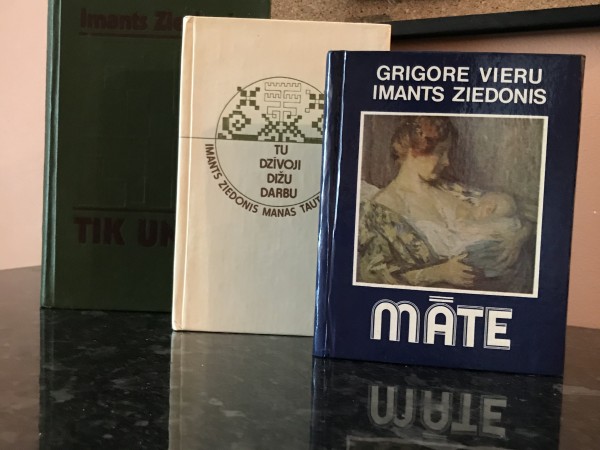 Imants Zied
TIK UN
TU
DZĪVOJI
DIŽU
DARBU
IMANTS ZIEDONIS MANAS TAUT
GRIGORE VIERU
IMANTS ZIEDONIS
MĀTE